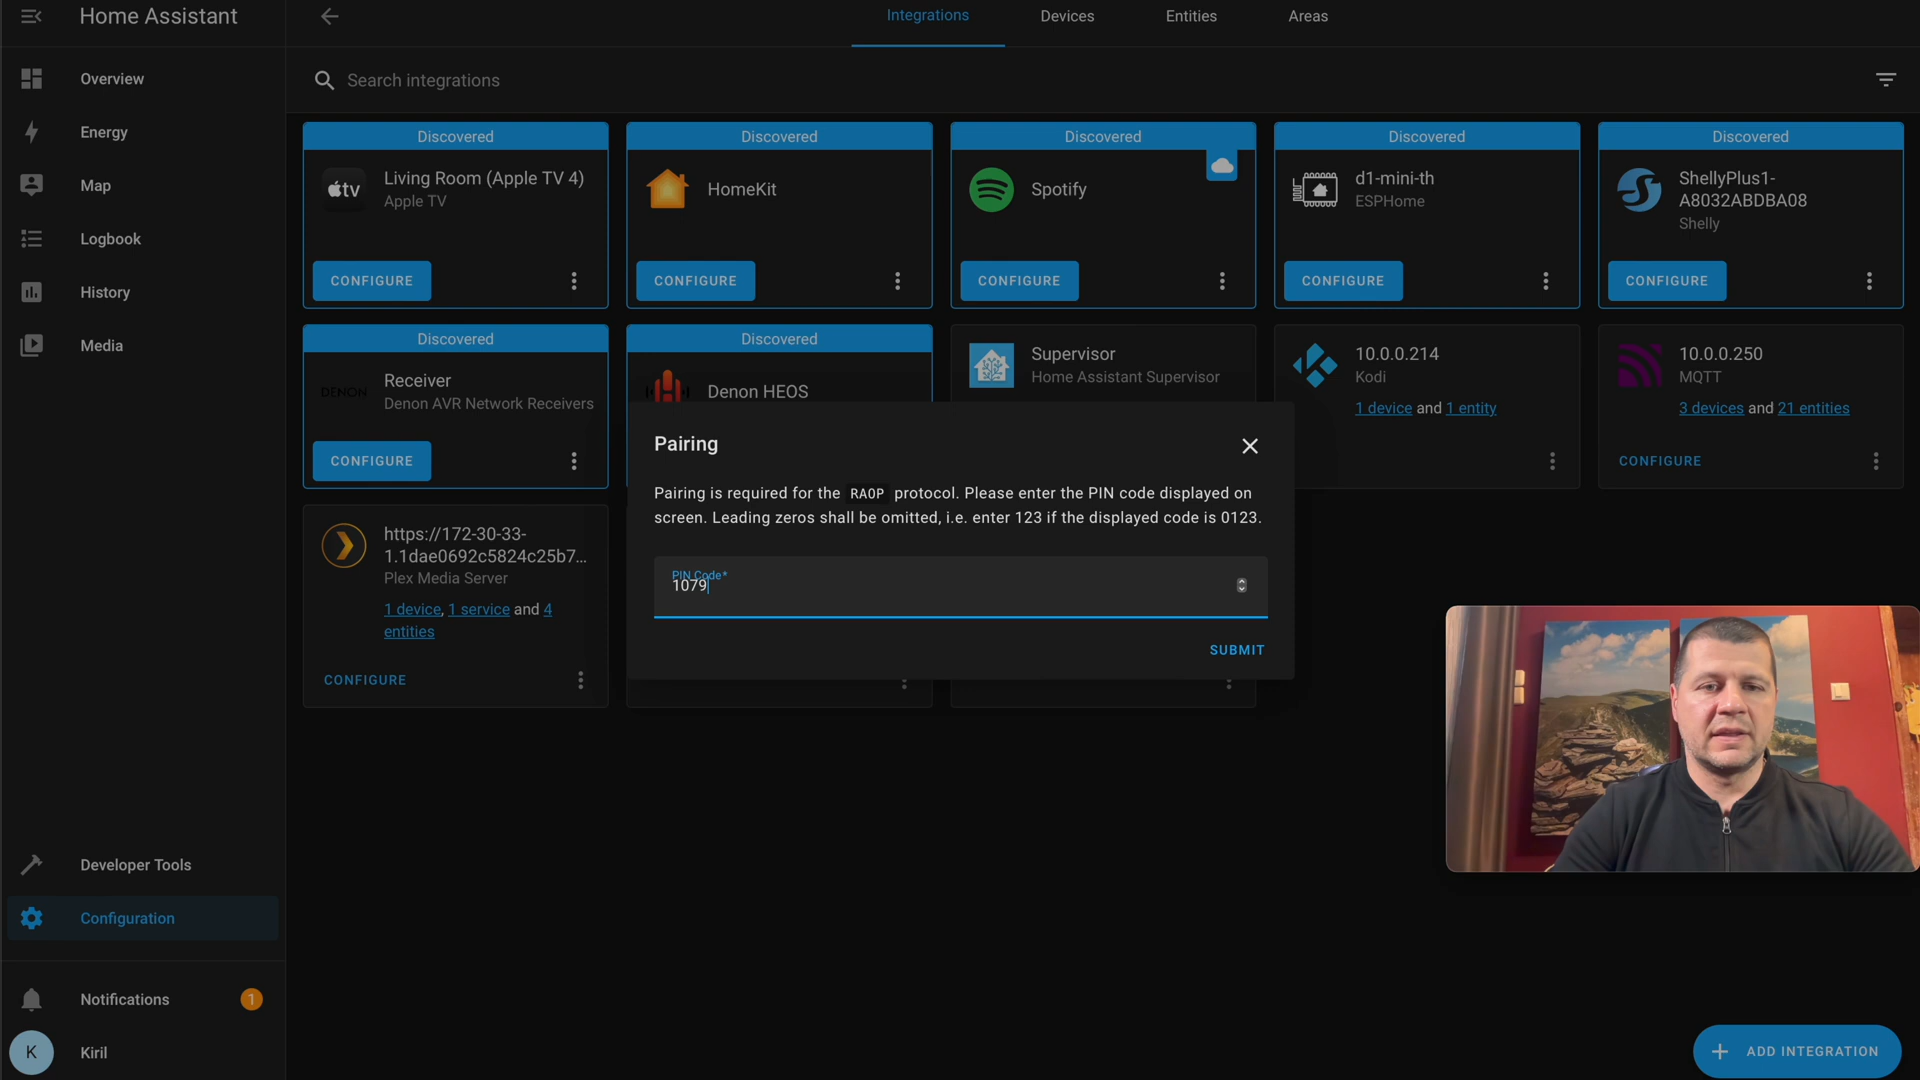 Home Assistant
Integrations
Devices
Entities
Areas
Overview
Energy
Map
Logbook
History
Media
Developer Tools
Configuration
Notifications
1
K
Kiril
Search integrations
Discovered
tv
Living Room (Apple TV 4)
Apple TV
CONFIGURE
Discovered
HomeKit
CONFIGURE
Discovered
Spotify
CONFIGURE
Discovered
d1-mini-th
ESPHome
CONFIGURE
Discovered
ShellyPlus1-
A8032ABDBA08
Shelly
CONFIGURE
Discovered
DENON
Receiver
Denon AVR Network Receivers
CONFIGURE
Discovered
Denon HEOS
Supervisor
Home Assistant Supervisor
10.0.0.214
Kodi
1 device and 1 entity
10.0.0.250
MQTT
3 devices and 21 entities
CONFIGURE
https://172-30-33-
1.1dae0692c5824c25b7...
Plex Media Server
1 device, 1 service and 4
entities
CONFIGURE
Pairing
Pairing is required for the RAOP protocol. Please enter the PIN code displayed on
screen. Leading zeros shall be omitted, i.e. enter 123 if the displayed code is 0123.
PIN Code*
1079
SUBMIT
ADD INTEGRATION